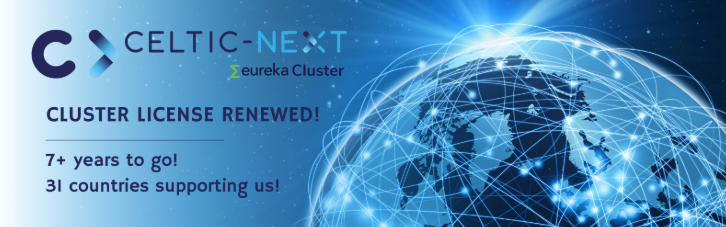 CELTIC-NEXT
eureka Cluster
CLUSTER LICENSE RENEWED!
7+ years to go!
31 countries supporting us!